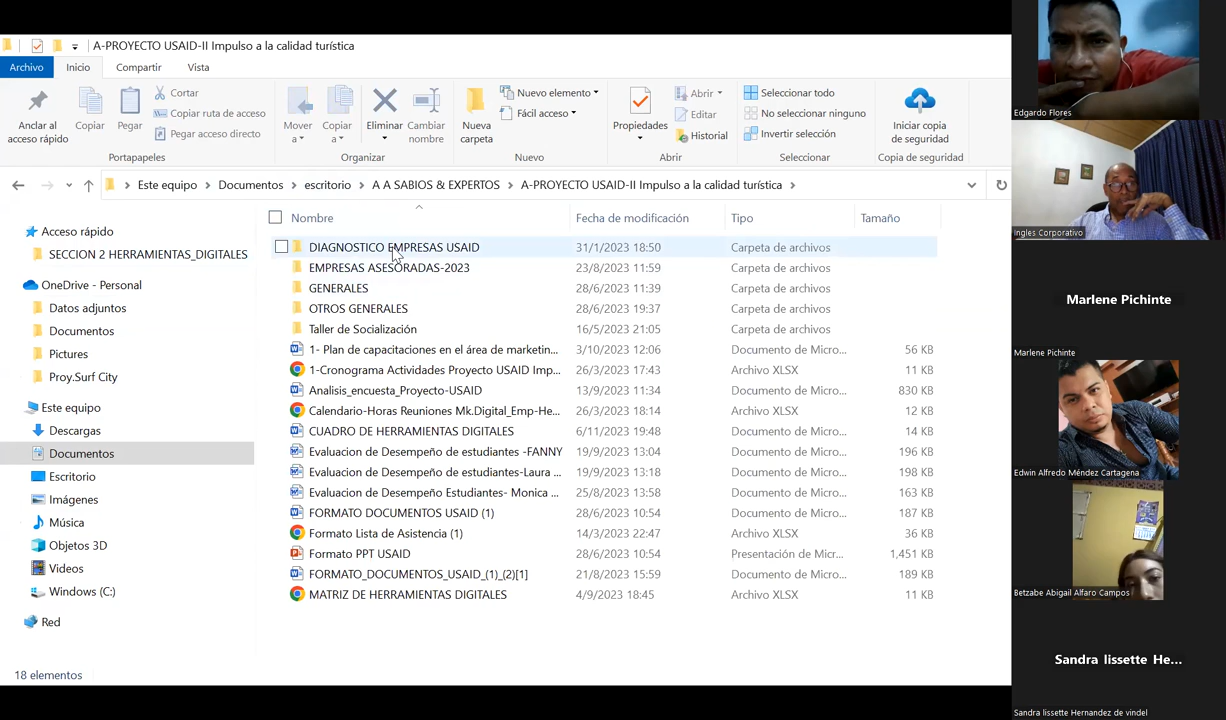 A-PROYECTO USAID-II Impulso a la calidad turística
Archivo Inicio Compartir Vista
Anclar al acceso rápido
Copiar
Pegar
Cortar
Copiar ruta de acceso
Pegar acceso directo
Portapapeles
Mover a
Copiar a
Eliminar
Cambiar nombre
Organizar
Nueva carpeta
Nuevo elemento
Fácil acceso
Nuevo
Propiedades
Abrir
Editar
Historial
Abrir
Seleccionar todo
No seleccionar ninguno
Invertir selección
Seleccionar
Iniciar copia de seguridad
Copia de seguridad
Este equipo > Documentos > escritorio > A A SABIOS & EXPERTOS > A-PROYECTO USAID-II Impulso a la calidad turística >
Acceso rápido
SECCION 2 HERRAMIENTAS_DIGITALES
OneDrive - Personal
Datos adjuntos
Documentos
Pictures
Proy.Surf City
Este equipo
Descargas
Documentos
Escritorio
Imágenes
Música
Objetos 3D
Videos
Windows (C:)
Red
Nombre Fecha de modificación Tipo Tamaño
DIAGNOSTICO EMPRESAS USAID 31/1/2023 18:50 Carpeta de archivos
EMPRESAS ASESORADAS-2023 23/8/2023 11:59 Carpeta de archivos
GENERALES 28/6/2023 11:39 Carpeta de archivos
OTROS GENERALES 28/6/2023 19:37 Carpeta de archivos
Taller de Socialización 16/5/2023 21:05 Carpeta de archivos
1- Plan de capacitaciones en el área de marketin... 3/10/2023 12:06 Documento de Micro... 56 KB
1-Cronograma Actividades Proyecto USAID Imp... 26/3/2023 17:43 Archivo XLSX 11 KB
Analisis_encuesta_Proyecto-USAID 13/9/2023 11:34 Documento de Micro... 830 KB
Calendario-Horas Reuniones Mk.Digital_Emp-He... 26/3/2023 18:14 Archivo XLSX 12 KB
CUADRO DE HERRAMIENTAS DIGITALES 6/11/2023 19:48 Documento de Micro... 14 KB
Evaluacion de Desempeño de estudiantes -FANNY 19/9/2023 13:04 Documento de Micro... 196 KB
Evaluacion de Desempeño de estudiantes-Laura ... 19/9/2023 13:18 Documento de Micro... 198 KB
Evaluacion de Desempeño Estudiantes- Monica ... 25/8/2023 13:58 Documento de Micro... 163 KB
FORMATO DOCUMENTOS USAID (1) 28/6/2023 10:54 Documento de Micro... 187 KB
Formato Lista de Asistencia (1) 14/3/2023 22:47 Archivo XLSX 36 KB
Formato PPT USAID 28/6/2023 10:54 Presentación de Micr... 1,451 KB
FORMATO_DOCUMENTOS_USAID_(1)_(2)[1] 21/8/2023 15:59 Documento de Micro... 189 KB
MATRIZ DE HERRAMIENTAS DIGITALES 4/9/2023 18:45 Archivo XLSX 11 KB
18 elementos
Edgardo Flores
Ingles Corporativo
Marlene Pichinte
Marlene Pichinte
Edwin Alfredo Méndez Cartagena
Betzabe Abigail Alfaro Campos
Sandra lissette He...
Sandra lissette Hernandez de vindel